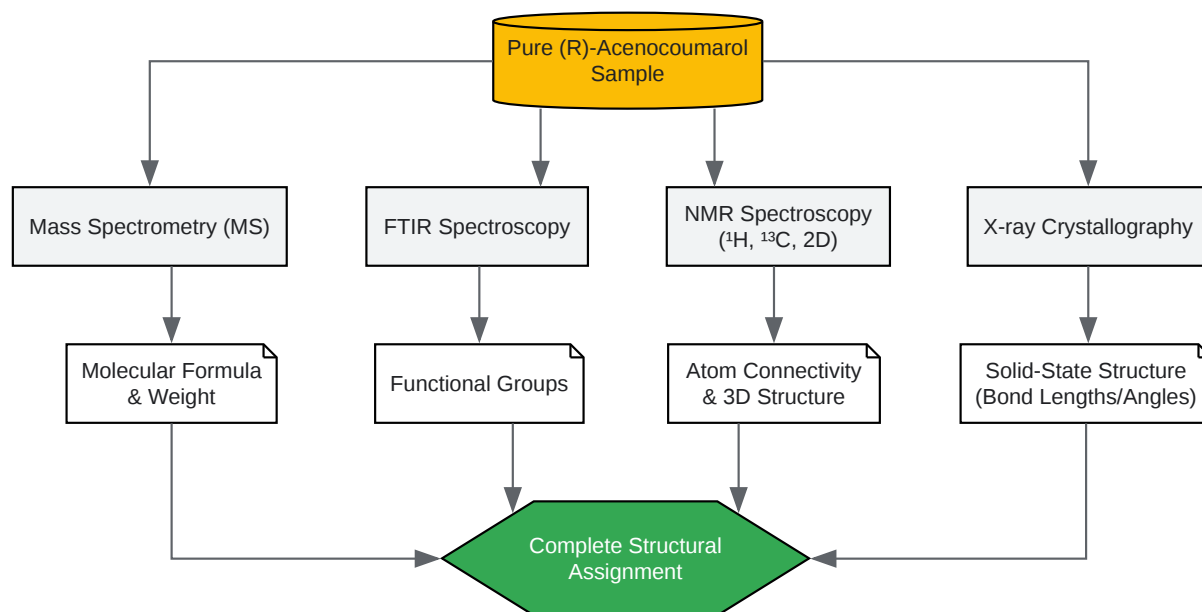 Pure (R)-Acenocoumarol
Sample
Mass Spectrometry (MS)
FTIR Spectroscopy
NMR Spectroscopy
(¹H, ¹³C, 2D)
X-ray Crystallography
Molecular Formula
& Weight
Functional Groups
Atom Connectivity
& 3D Structure
Solid-State Structure
(Bond Lengths/Angles)
Complete Structural
Assignment